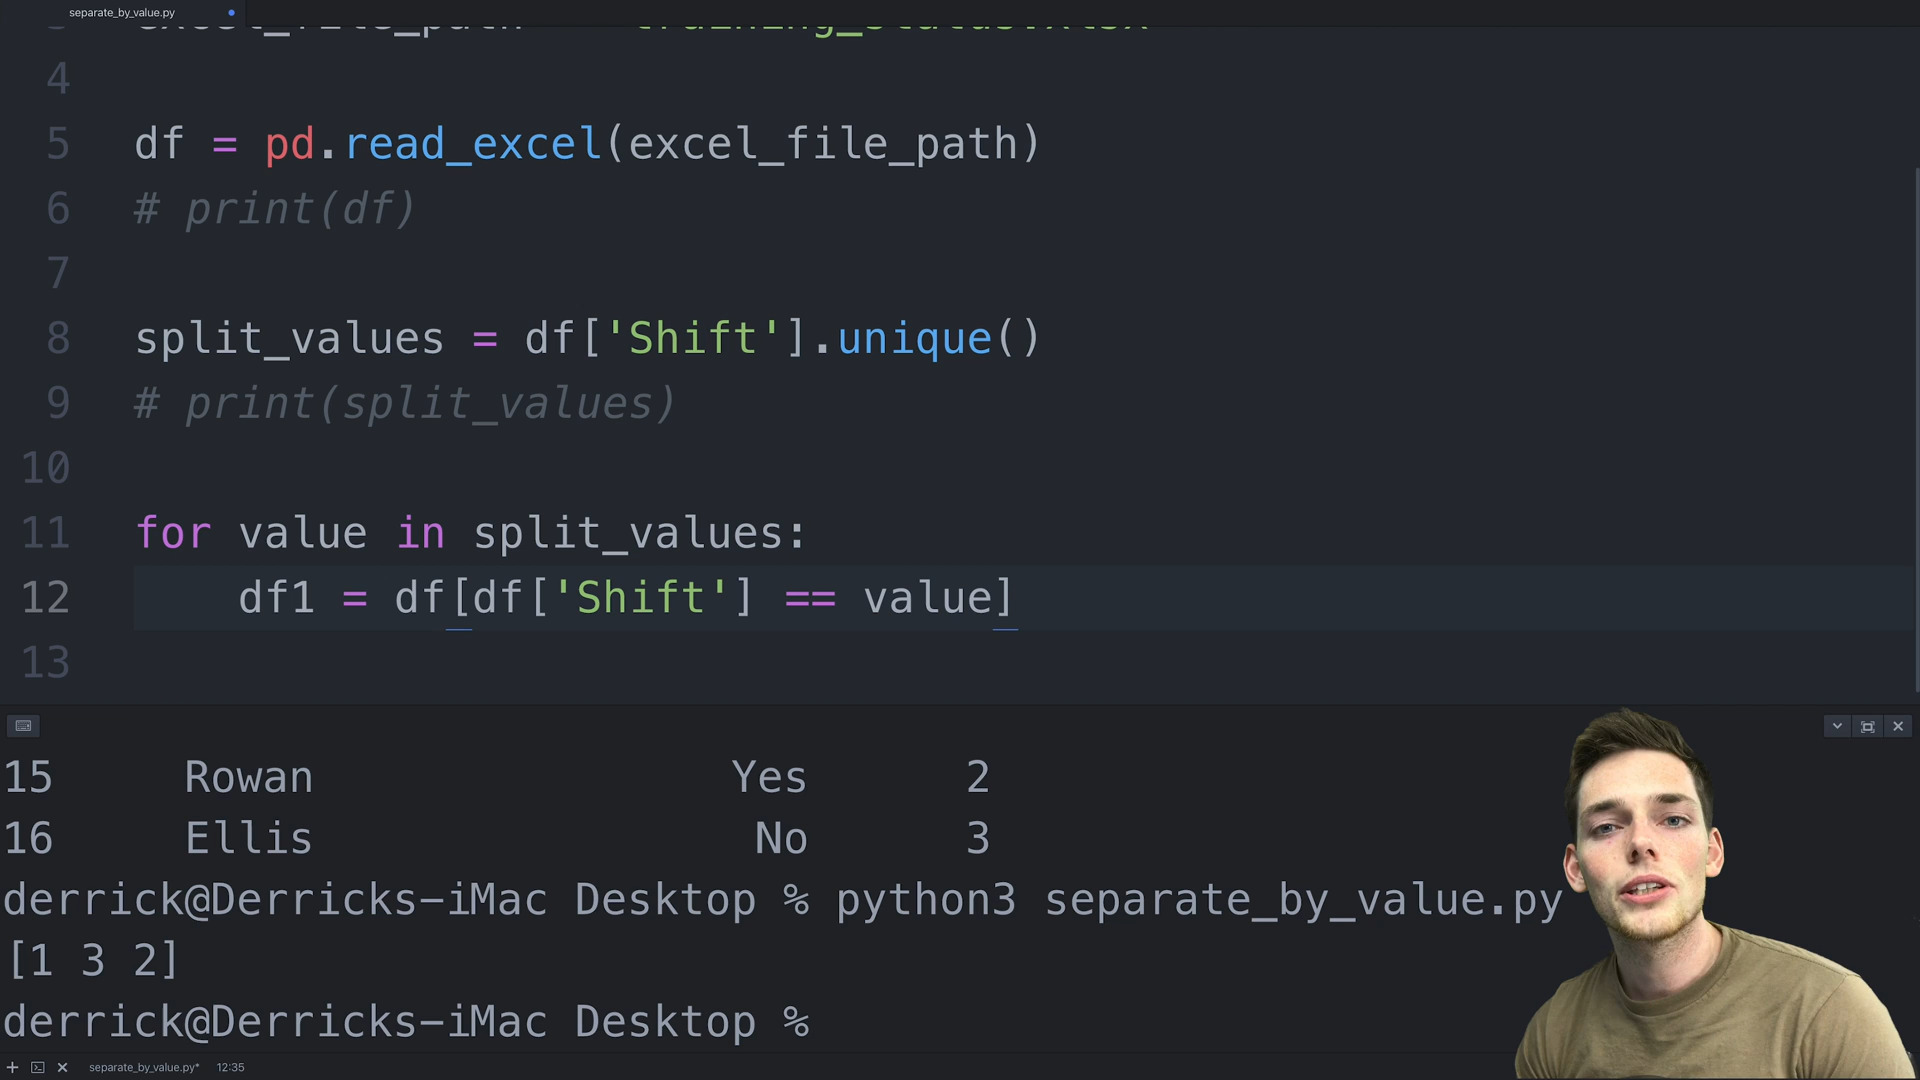 separate_by_value.py
4
5 df = pd.read_excel(excel_file_path)
6 # print(df)
7
8 split_values = df['Shift'].unique()
9 # print(split_values)
10
11 for value in split_values:
12 df1 = df[df['Shift'] == value]
13
15 Rowan Yes 2
16 Ellis No 3
derrick@Derricks-iMac Desktop % python3 separate_by_value.py
[1 3 2]
derrick@Derricks-iMac Desktop %
separate_by_value.py* 12:35